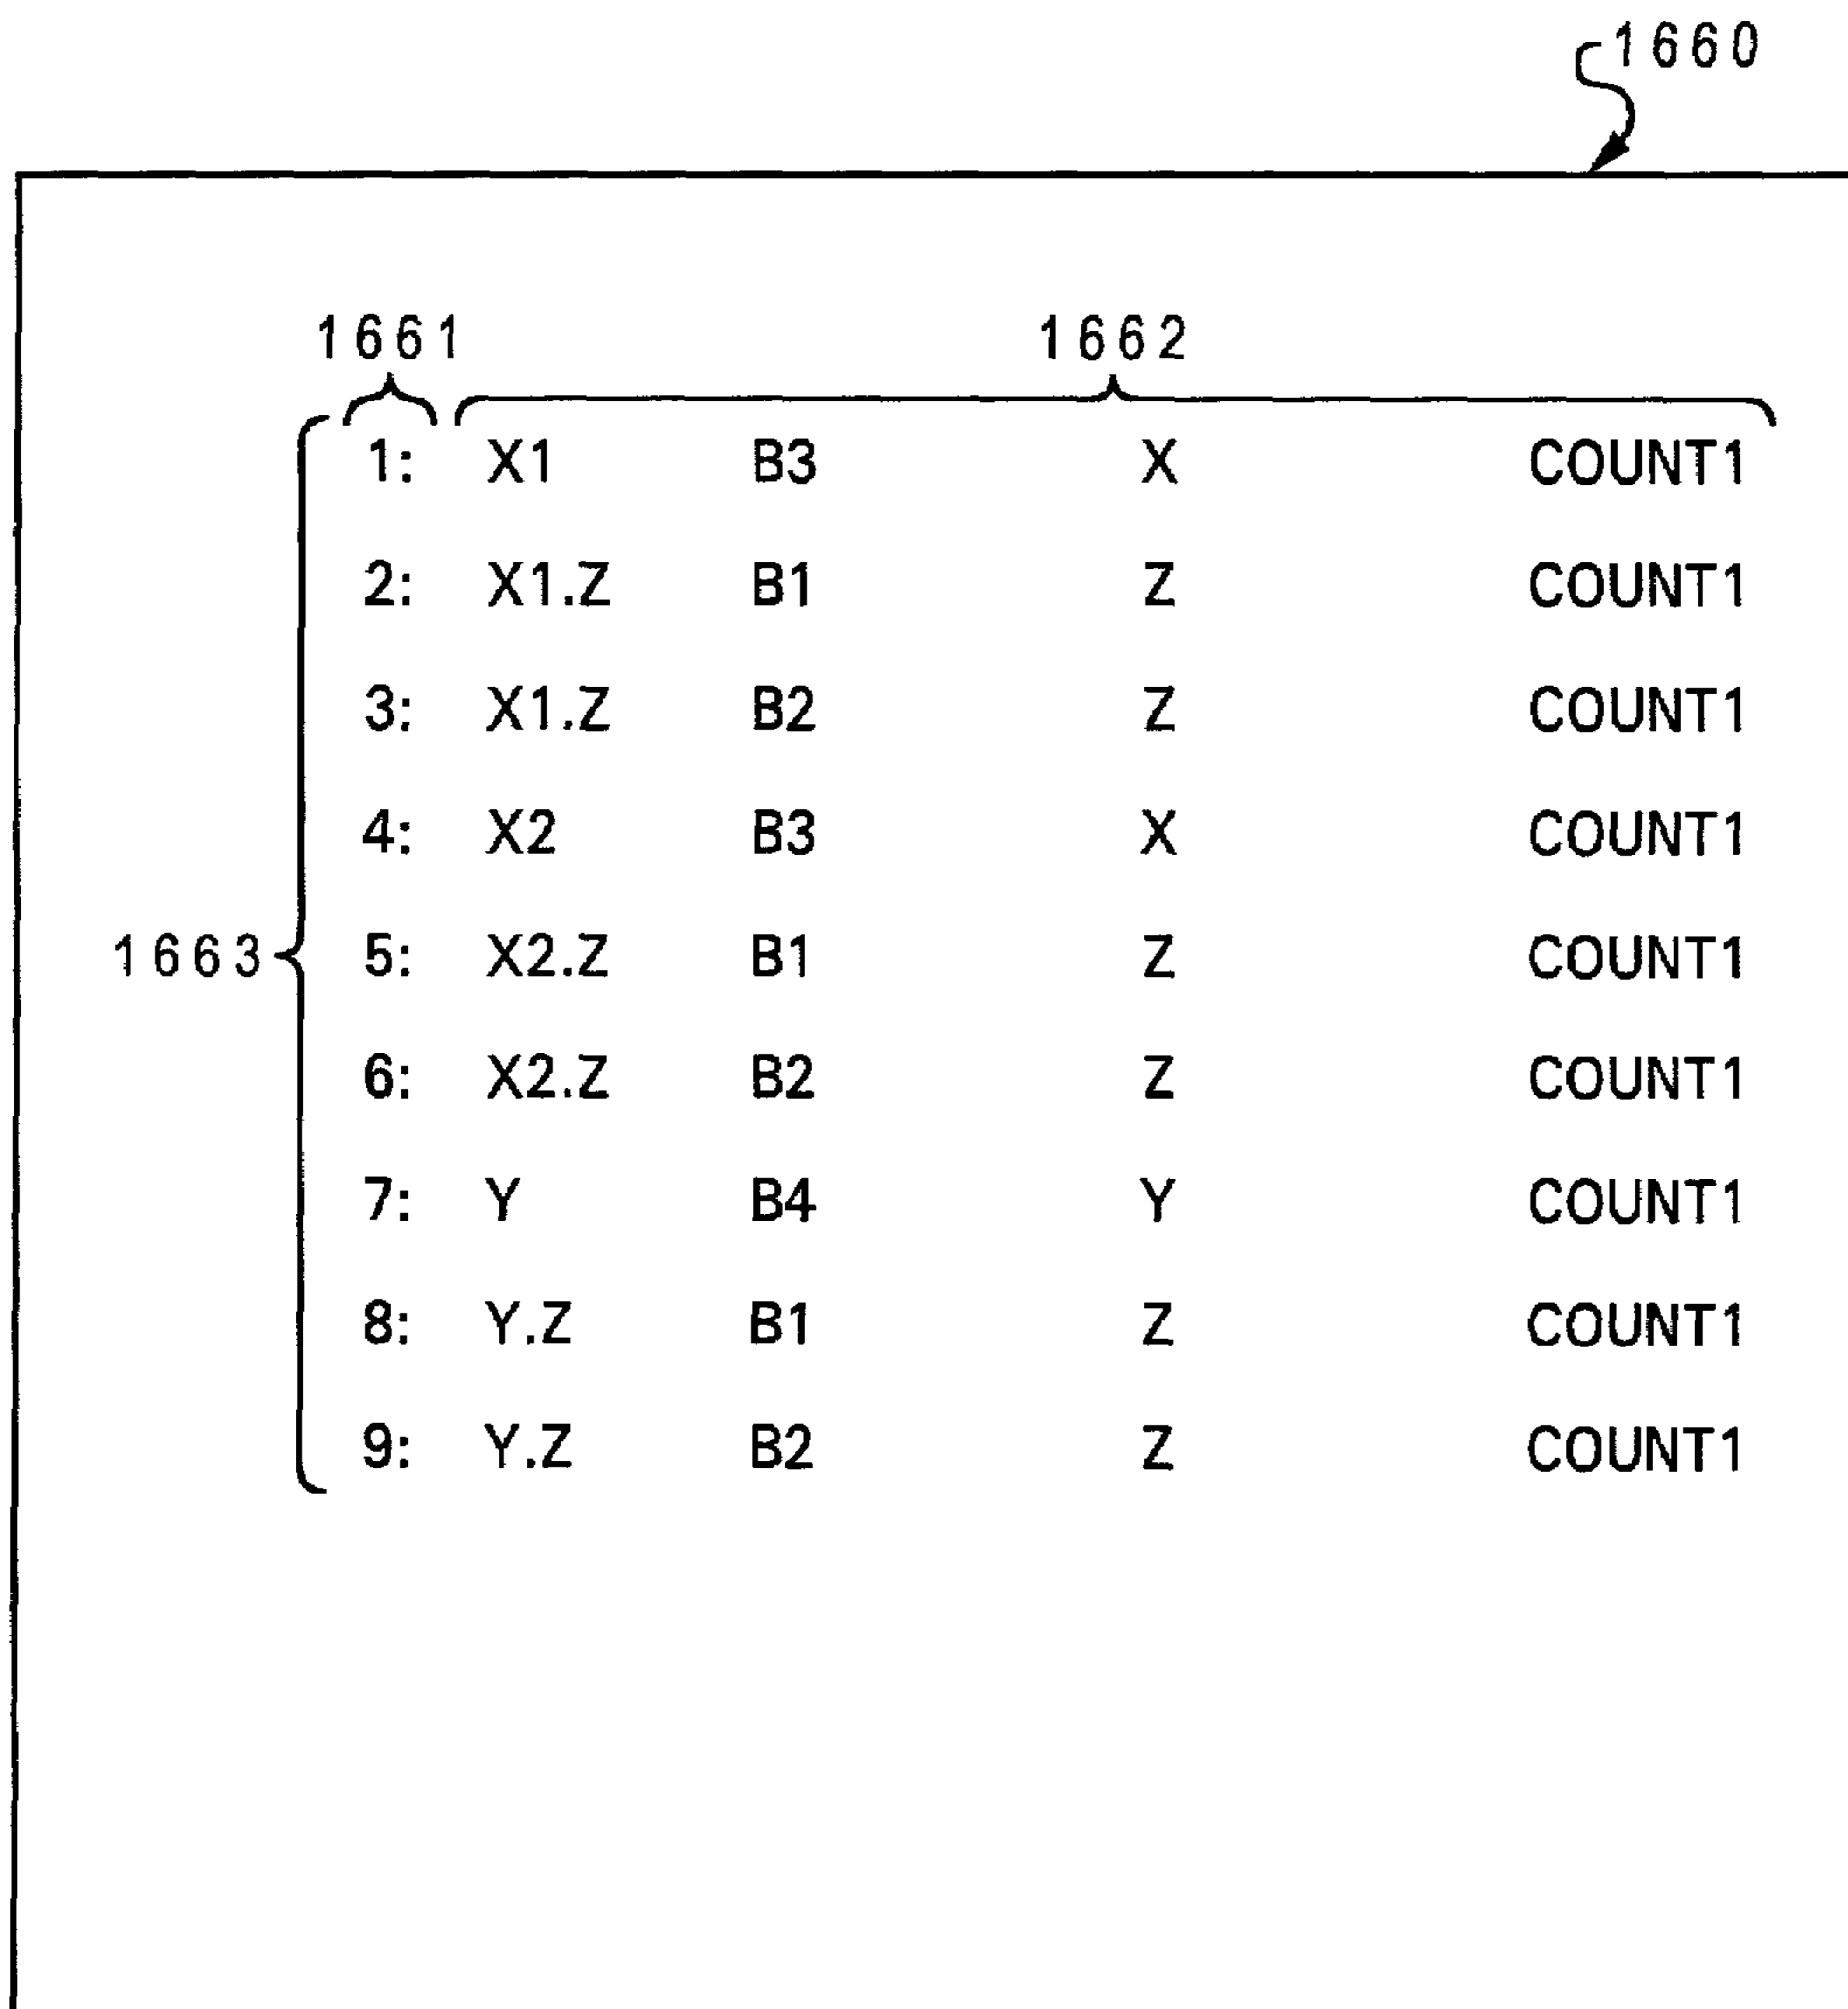 1660
1661 1662
1: X1 B3 X COUNT1
2: X1.Z B1 Z COUNT1
3: X1.Z B2 Z COUNT1
4: X2 B3 X COUNT1
1663 5: X2.Z B1 Z COUNT1
6: X2.Z B2 Z COUNT1
7: Y B4 Y COUNT1
8: Y.Z B1 Z COUNT1
9: Y.Z B2 Z COUNT1